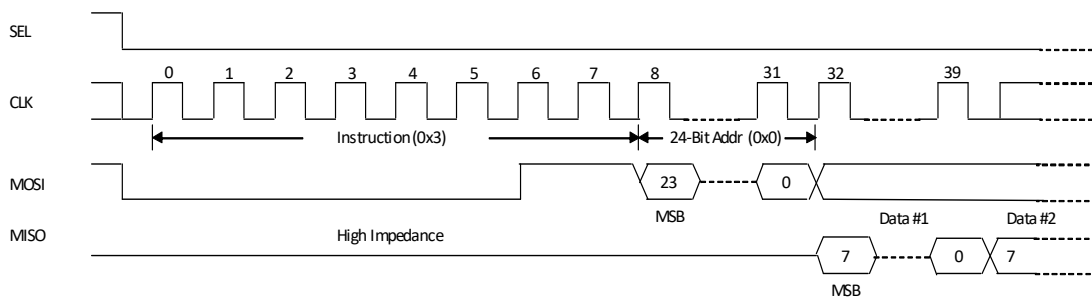 SEL
0 1 2 3 4 5 6 7 8 31 32 39
CLK
Instruction (0x3) 24-Bit Addr (0x0)
MOSI
23 0
MSB Data #1 Data #2
MISO High Impedance
7 0 7
MSB